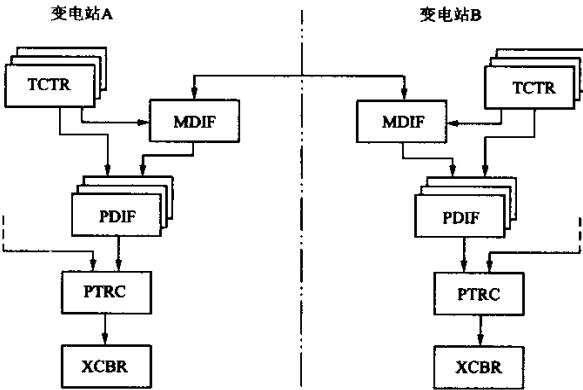 变电站A
变电站B
TCTR
TCTR
MDIF
MDIF
PDIF
PDIF
PTRC
PTRC
XCBR
XCBR